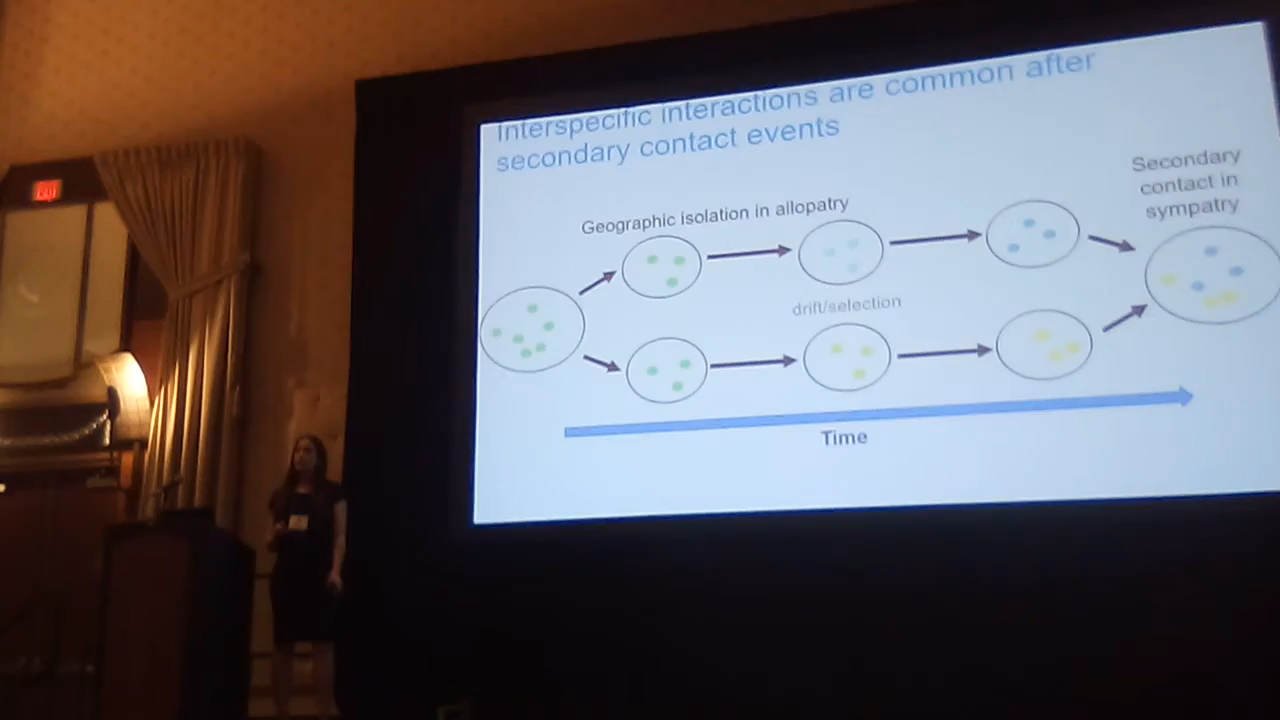 Interspecific interactions are common after
secondary contact events
Secondary
contact in
sympatry
Geographic isolation in allopatry
drift/selection
Time